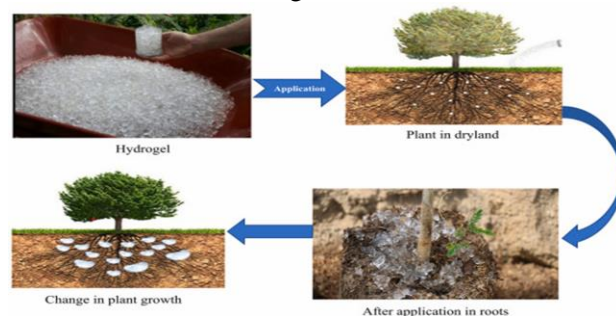 Application
Hydrogel
Plant in dryland
Change in plant growth
After application in roots